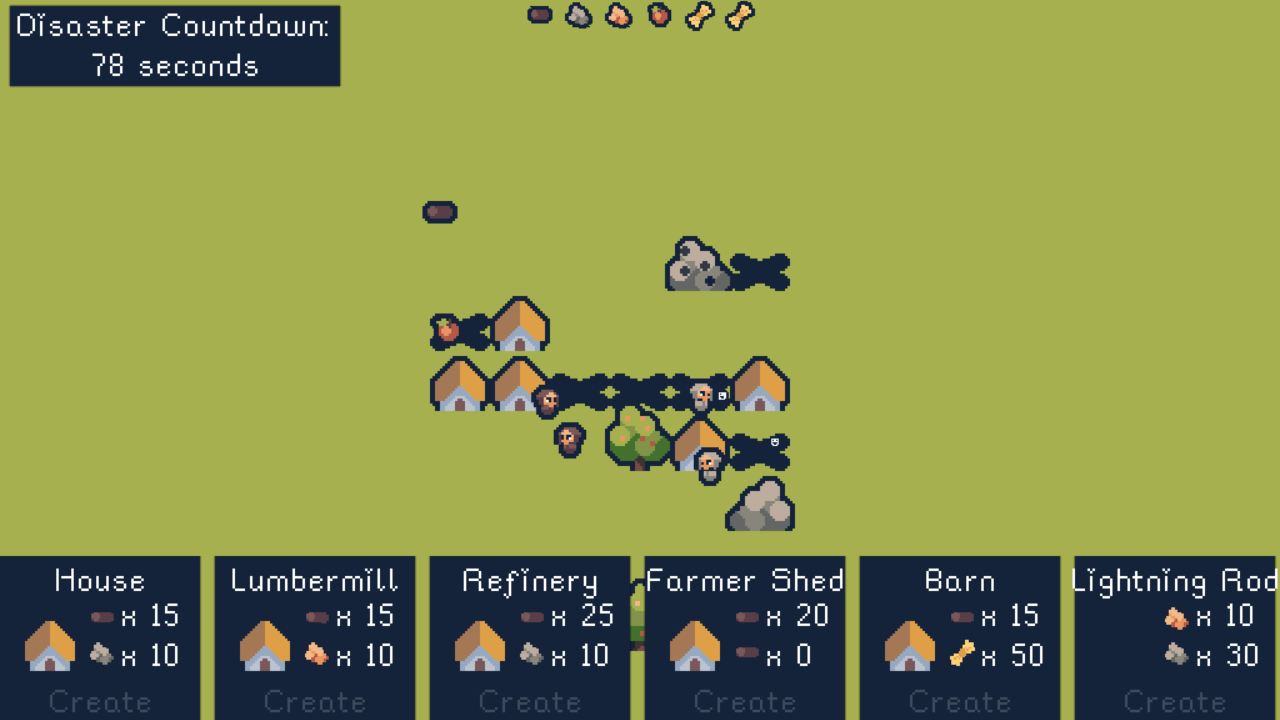 Disaster Countdown:
78 seconds
House
x 15
x 10
Create
Lumbermill
x 15
x 10
Create
Refinery
x 25
x 10
Create
Farmer Shed
x 20
x 0
Create
Barn
x 15
x 50
Create
Lightning Rod
x 10
x 30
Create